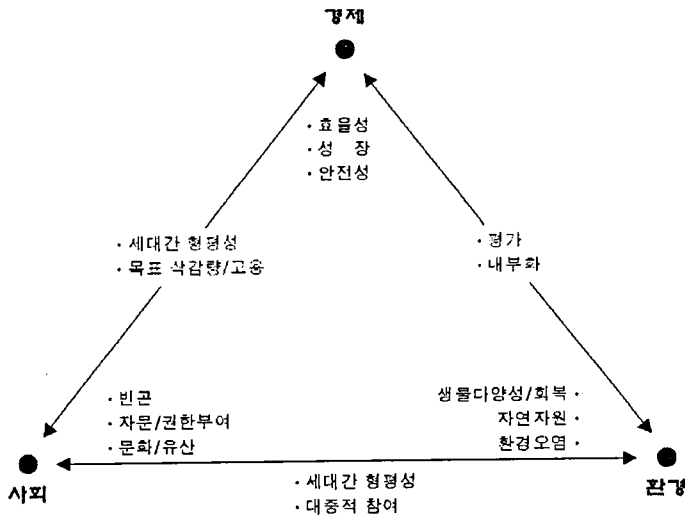 경제
· 효율성
· 성 장
· 안전성
· 세대간 형평성
· 목표 삭감량/고용
· 평가
· 내부화
· 빈곤
· 자문/권한부여
· 문화/유산
생물다양성/회복 ·
자연자원 ·
환경오염 ·
사회
환경
· 세대간 형평성
· 대중적 참여